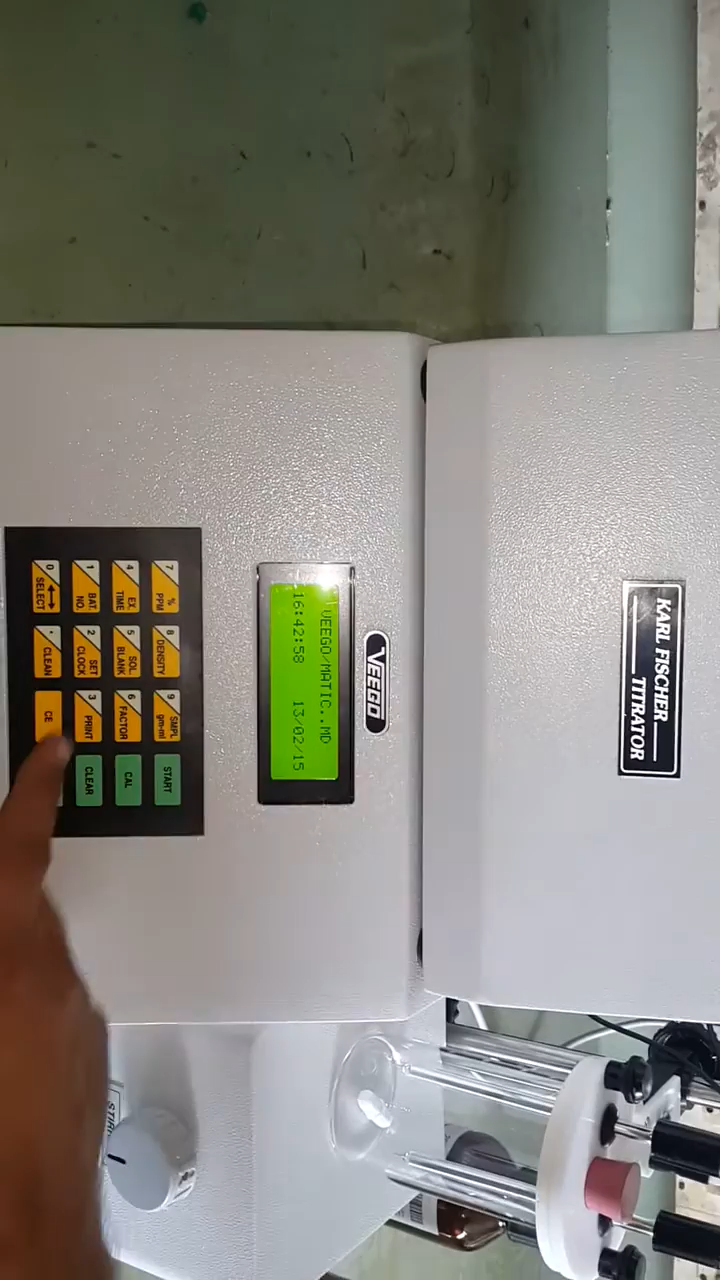 KARL FISCHER
TITRATOR
VEEGO
VEEGO/MATIC..MD
16:42:58 13/02/15
7 % PPM
8 DENSITY
9 SMPL gm-ml
START
4 EX. TIME
5 SOL. BLANK
6 FACTOR
CAL
1 BAT. NO.
2 SET CLOCK
3 PRINT
CLEAR
0 SELECT
. CLEAN
CE